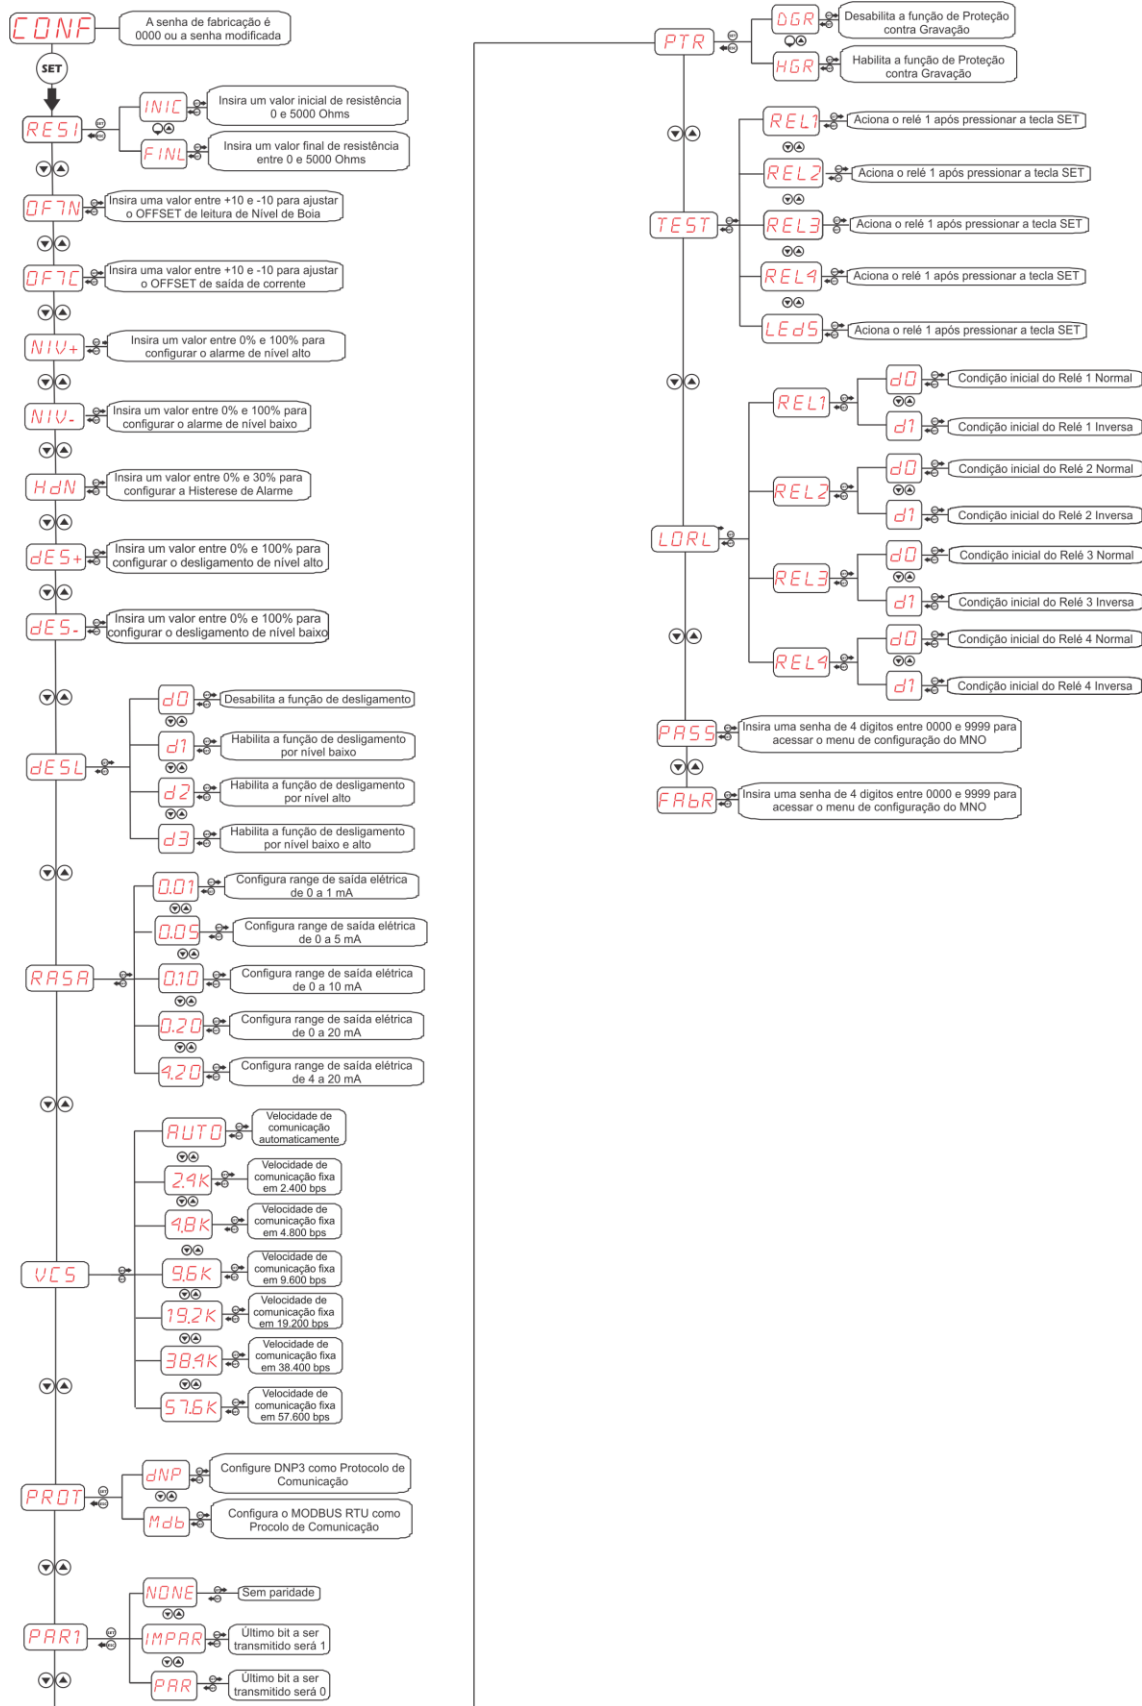 CONF
A senha de fabricação é
0000 ou a senha modificada
SET
RESI
INIC
Insira um valor inicial de resistência
0 e 5000 Ohms
FINL
Insira um valor final de resistência
entre 0 e 5000 Ohms
OF7N
Insira uma valor entre +10 e -10 para ajustar
o OFFSET de leitura de Nível de Boia
OF7C
Insira uma valor entre +10 e -10 para ajustar
o OFFSET de saída de corrente
NIV+
Insira um valor entre 0% e 100% para
configurar o alarme de nível alto
NIV-
Insira um valor entre 0% e 100% para
configurar o alarme de nível baixo
HdN
Insira um valor entre 0% e 30% para
configurar a Histerese de Alarme
dES+
Insira um valor entre 0% e 100% para
configurar o desligamento de nível alto
dES-
Insira um valor entre 0% e 100% para
configurar o desligamento de nível baixo
dESL
d0
Desabilita a função de desligamento
d1
Habilita a função de desligamento
por nível baixo
d2
Habilita a função de desligamento
por nível alto
d3
Habilita a função de desligamento
por nível baixo e alto
RASA
0.01
Configura range de saída elétrica
de 0 a 1 mA
0.05
Configura range de saída elétrica
de 0 a 5 mA
0.10
Configura range de saída elétrica
de 0 a 10 mA
0.20
Configura range de saída elétrica
de 0 a 20 mA
4.20
Configura range de saída elétrica
de 4 a 20 mA
VCS
AUTO
Velocidade de
comunicação
automaticamente
2.4K
Velocidade de
comunicação fixa
em 2.400 bps
4.8K
Velocidade de
comunicação fixa
em 4.800 bps
9.6K
Velocidade de
comunicação fixa
em 9.600 bps
19.2K
Velocidade de
comunicação fixa
em 19.200 bps
38.4K
Velocidade de
comunicação fixa
em 38.400 bps
57.6K
Velocidade de
comunicação fixa
em 57.600 bps
PROT
dNP
Configure DNP3 como Protocolo de
Comunicação
Mdb
Configura o MODBUS RTU como
Procolo de Comunicação
PAR1
NONE
Sem paridade
IMPAR
Último bit a ser
transmitido será 1
PAR
Último bit a ser
transmitido será 0
PTR
DGR
Desabilita a função de Proteção
contra Gravação
HGR
Habilita a função de Proteção
contra Gravação
TEST
REL1
Aciona o relé 1 após pressionar a tecla SET
REL2
Aciona o relé 1 após pressionar a tecla SET
REL3
Aciona o relé 1 após pressionar a tecla SET
REL4
Aciona o relé 1 após pressionar a tecla SET
LEdS
Aciona o relé 1 após pressionar a tecla SET
LORL
REL1
d0
Condição inicial do Relé 1 Normal
d1
Condição inicial do Relé 1 Inversa
REL2
d0
Condição inicial do Relé 2 Normal
d1
Condição inicial do Relé 2 Inversa
REL3
d0
Condição inicial do Relé 3 Normal
d1
Condição inicial do Relé 3 Inversa
REL4
d0
Condição inicial do Relé 4 Normal
d1
Condição inicial do Relé 4 Inversa
PASS
Insira uma senha de 4 digitos entre 0000 e 9999 para
acessar o menu de configuração do MNO
FAbR
Insira uma senha de 4 digitos entre 0000 e 9999 para
acessar o menu de configuração do MNO